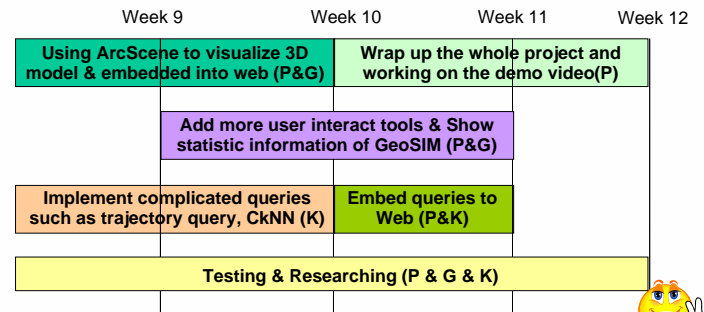 Week 9 Week 10 Week 11 Week 12
Using ArcScene to visualize 3D
model & embedded into web (P&G)
Wrap up the whole project and
working on the demo video(P)
Add more user interact tools & Show
statistic information of GeoSIM (P&G)
Implement complicated queries
such as trajectory query, CkNN (K)
Embed queries to
Web (P&K)
Testing & Researching (P & G & K)